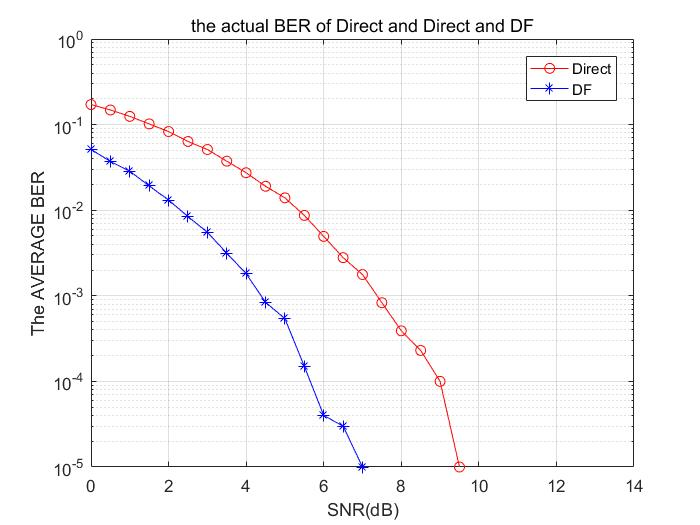 the actual BER of Direct and Direct and DF
10^0
10^-1
10^-2
10^-3
10^-4
10^-5
The AVERAGE BER
Direct
DF
0 2 4 6 8 10 12 14
SNR(dB)